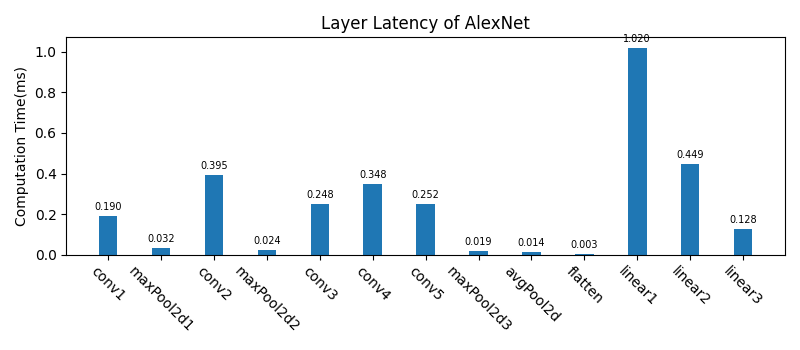 Layer Latency of AlexNet
Computation Time(ms)
1.0
0.8
0.6
0.4
0.2
0.0
0.190
0.032
0.395
0.024
0.248
0.348
0.252
0.019
0.014
0.003
1.020
0.449
0.128
conv1
maxPool2d1
conv2
maxPool2d2
conv3
conv4
conv5
maxPool2d3
avgPool2d
flatten
linear1
linear2
linear3